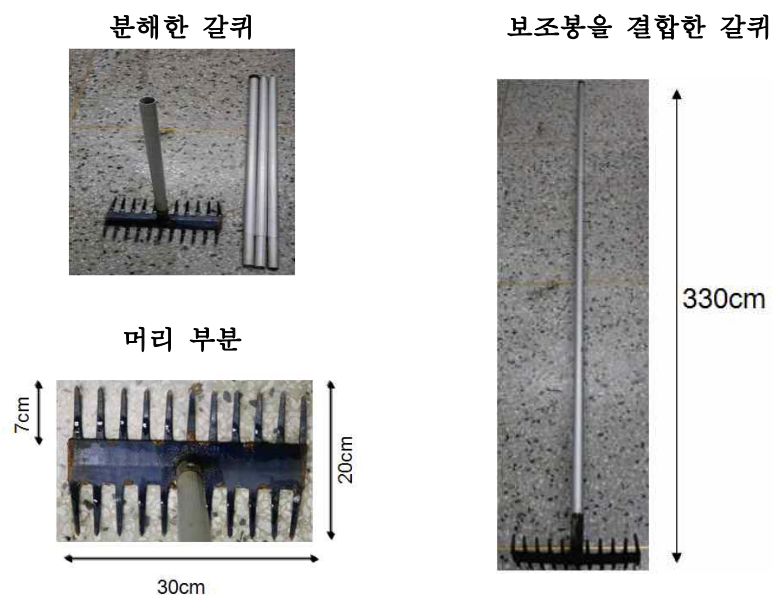 분해한 갈퀴
보조봉을 결합한 갈퀴
330cm
머리 부분
7cm
20cm
30cm